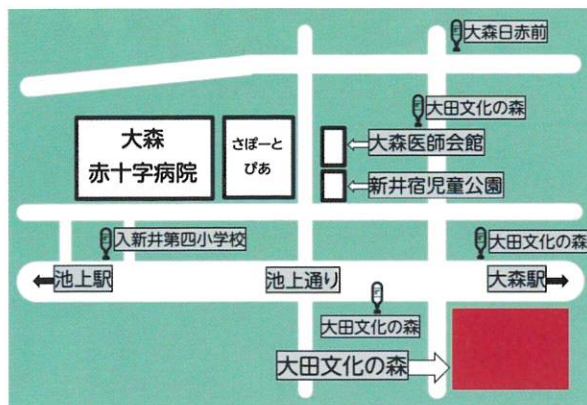 大森日赤前
大田文化の森
大森
赤十字病院
さぽーと
ぴあ
大森医師会館
新井宿児童公園
入新井第四小学校
大田文化の森
池上駅
池上通り
大森駅
大田文化の森
大田文化の森